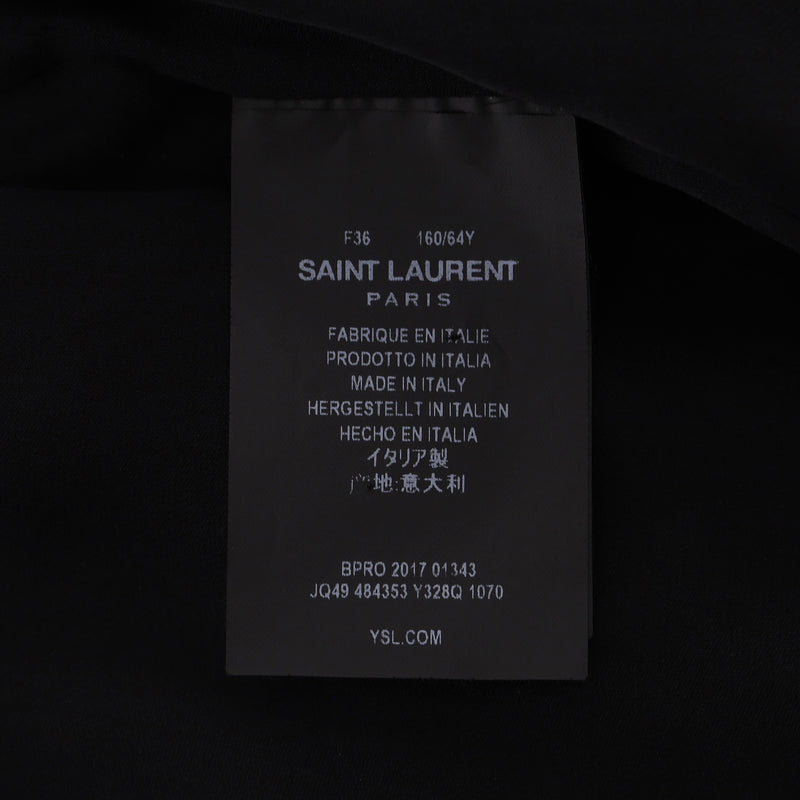 F36 160/64Y
SAINT LAURENT
PARIS
FABRIQUE EN ITALIE
PRODOTTO IN ITALIA
MADE IN ITALY
HERGESTELLT IN ITALIEN
HECHO EN ITALIA
イタリア製
产地:意大利
BPRO 2017 01343
JQ49 484353 Y328Q 1070
YSL.COM